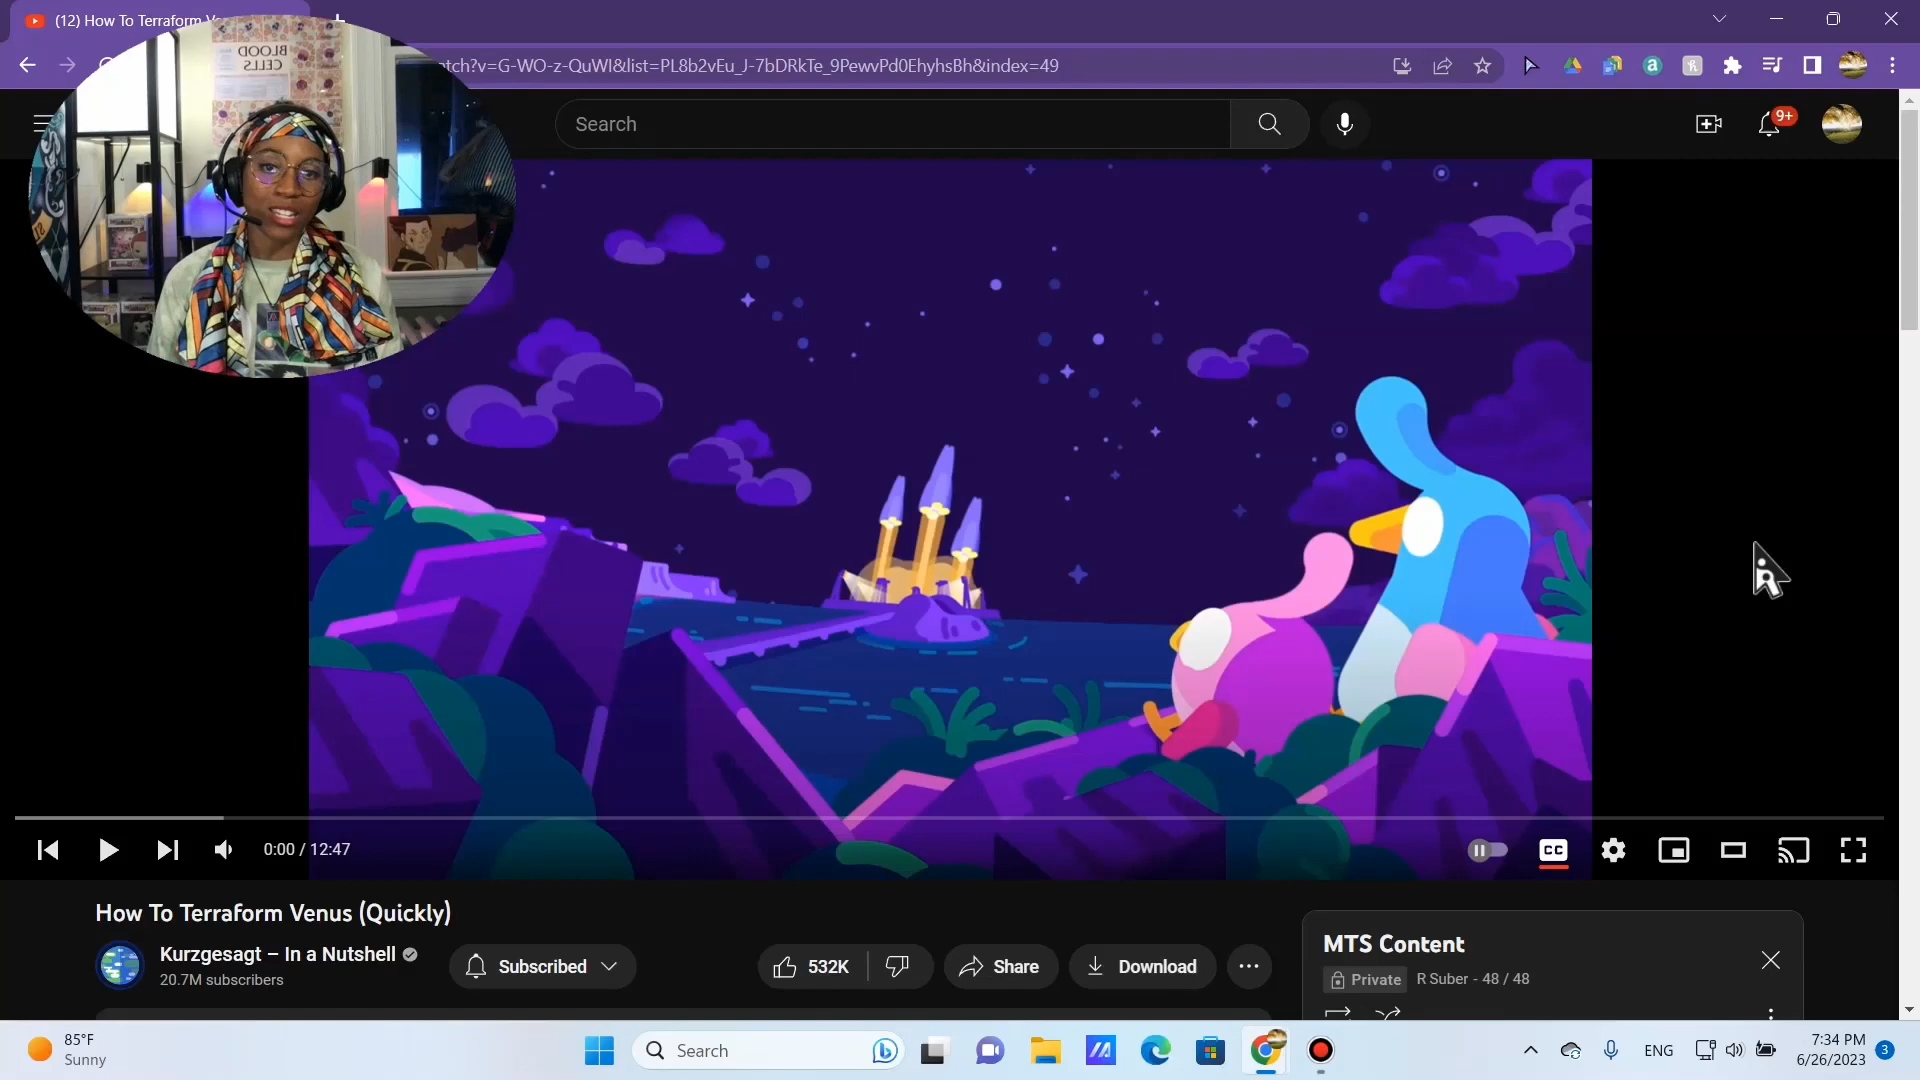 (12) How To Terraform Ve
tch?v=G-WO-z-QuWI&list=PL8b2vEu_J-7bDRkTe_9PewvPd0EhyhsBh&index=49
BLOOD
CELLS
Search
9+
0:00 / 12:47
CC
How To Terraform Venus (Quickly)
Kurzgesagt – In a Nutshell
20.7M subscribers
Subscribed
532K
Share
Download
MTS Content
Private
R Suber - 48 / 48
85°F
Sunny
Search
ENG
7:34 PM
6/26/2023
3